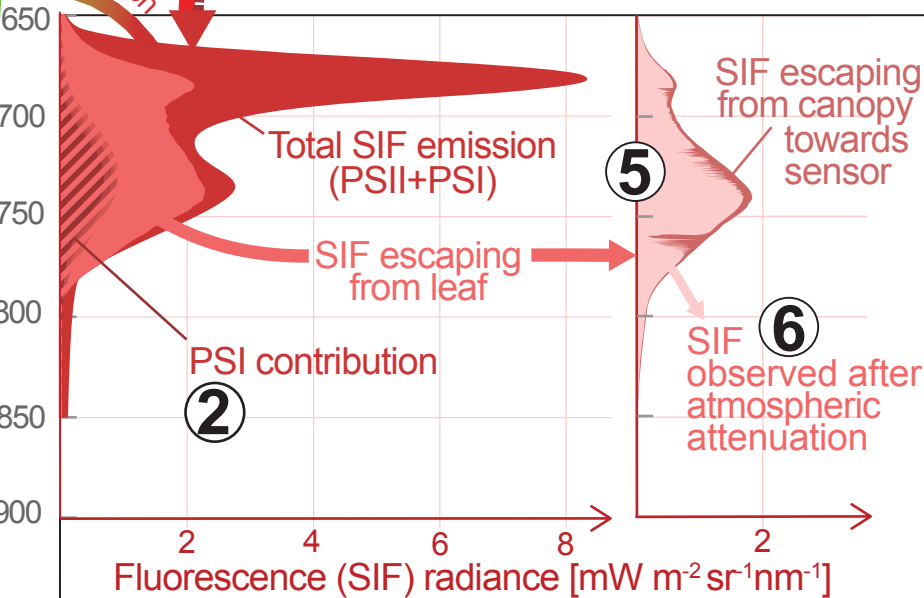 650
700
750
800
850
900
Total SIF emission
(PSII+PSI)
SIF escaping
from leaf
PSI contribution
2
2
4
6
8
5
SIF escaping
from canopy
towards
sensor
6
SIF
observed after
atmospheric
attenuation
2
Fluorescence (SIF) radiance [mW m-2 sr-1nm-1]